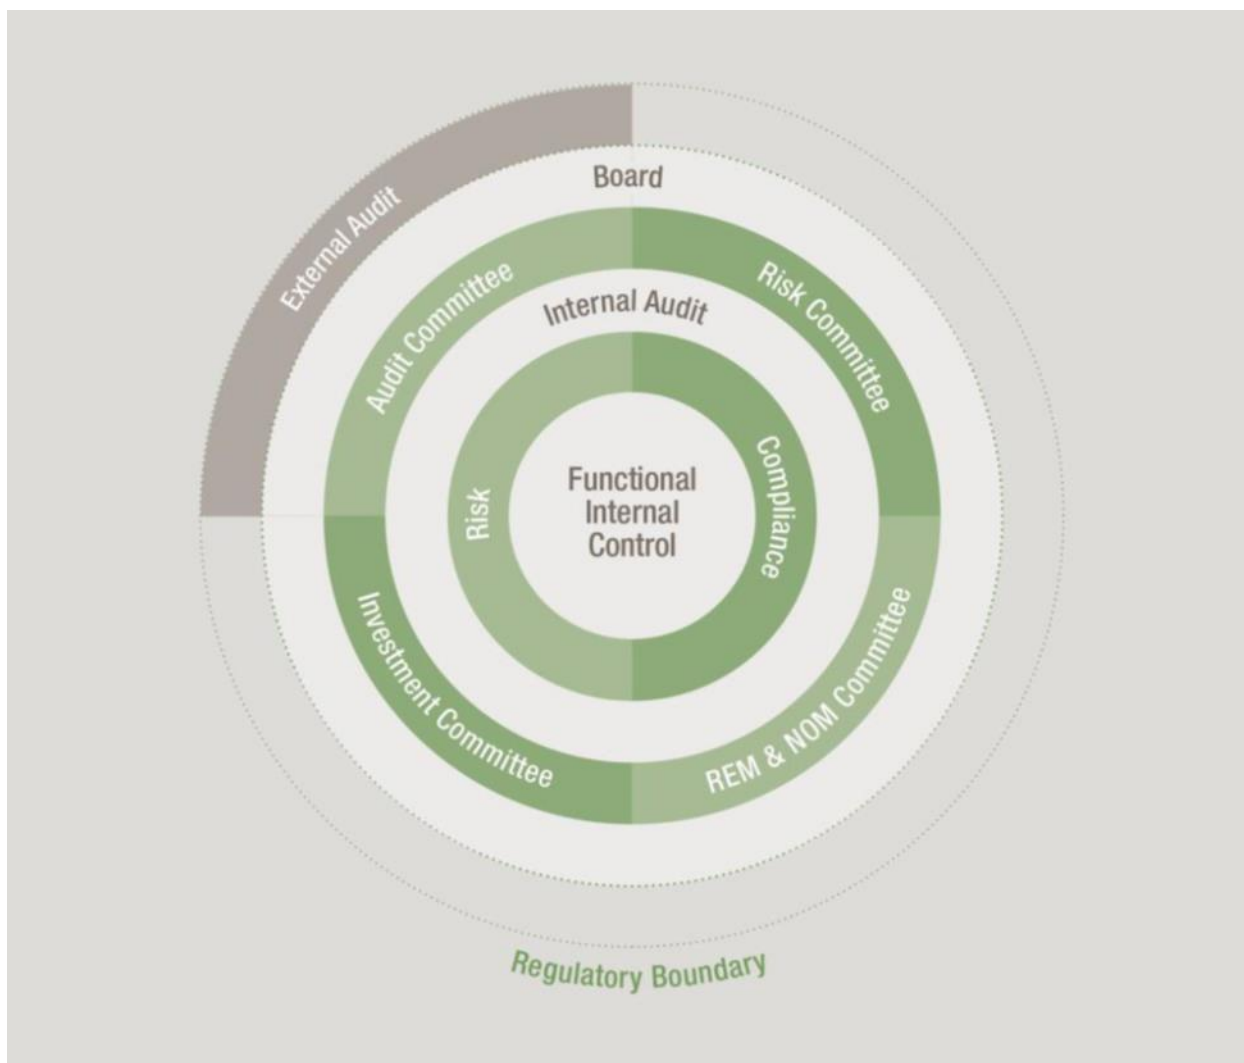 External Audit
Board
Audit Committee
Risk Committee
Internal Audit
Risk
Compliance
Functional
Internal
Control
Investment Committee
REM & NOM Committee
Regulatory Boundary